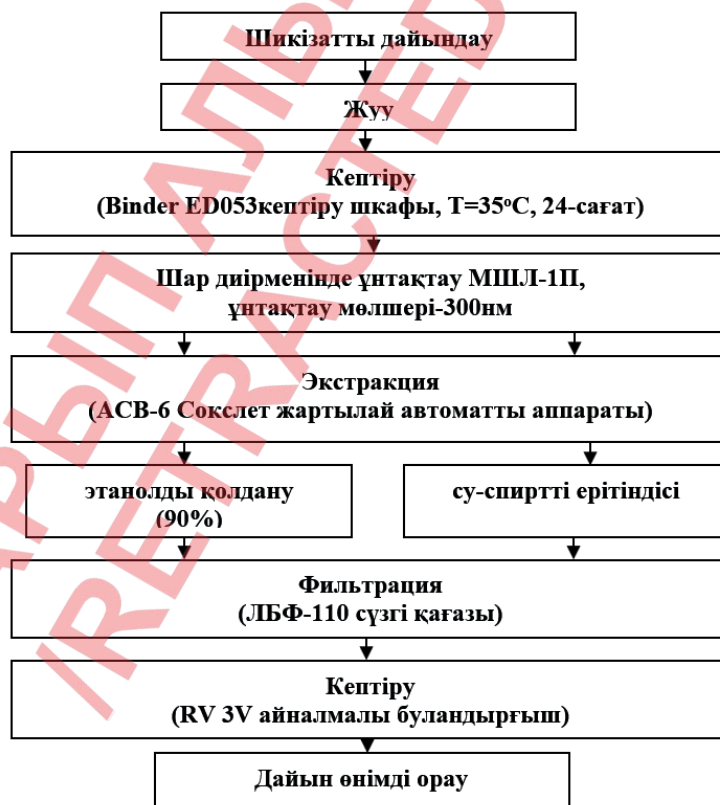 Шикізатты дайындау
Жуу
Кептіру
(Binder ED053кептіру шкафы, Т=35°С, 24-сағат)
Шар диірменінде ұнтақтау МШЛ-1П,
ұнтақтау мөлшері-300нм
Экстракция
(АСВ-6 Сокслет жартылай автоматты аппараты)
этанолды қолдану
(90%)
су-спиртті ерітіндісі
Фильтрация
(ЛБФ-110 сүзгі қағазы)
Кептіру
(RV 3V айналмалы буландырғыш)
Дайын өнімді орау
/RETRACTED